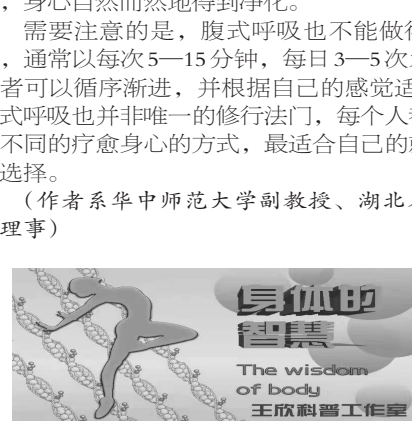 ，身心自然而然地得到净化。
需要注意的是，腹式呼吸也不能做得
，通常以每次5—15分钟，每日3—5次
者可以循序渐进，并根据自己的感觉适
式呼吸也并非唯一的修行法门，每个人
不同的疗愈身心的方式，最适合自己的
选择。
（作者系华中师范大学副教授、湖北
理事）
身体的
智慧
The wisdom
of body
王欣科普工作室